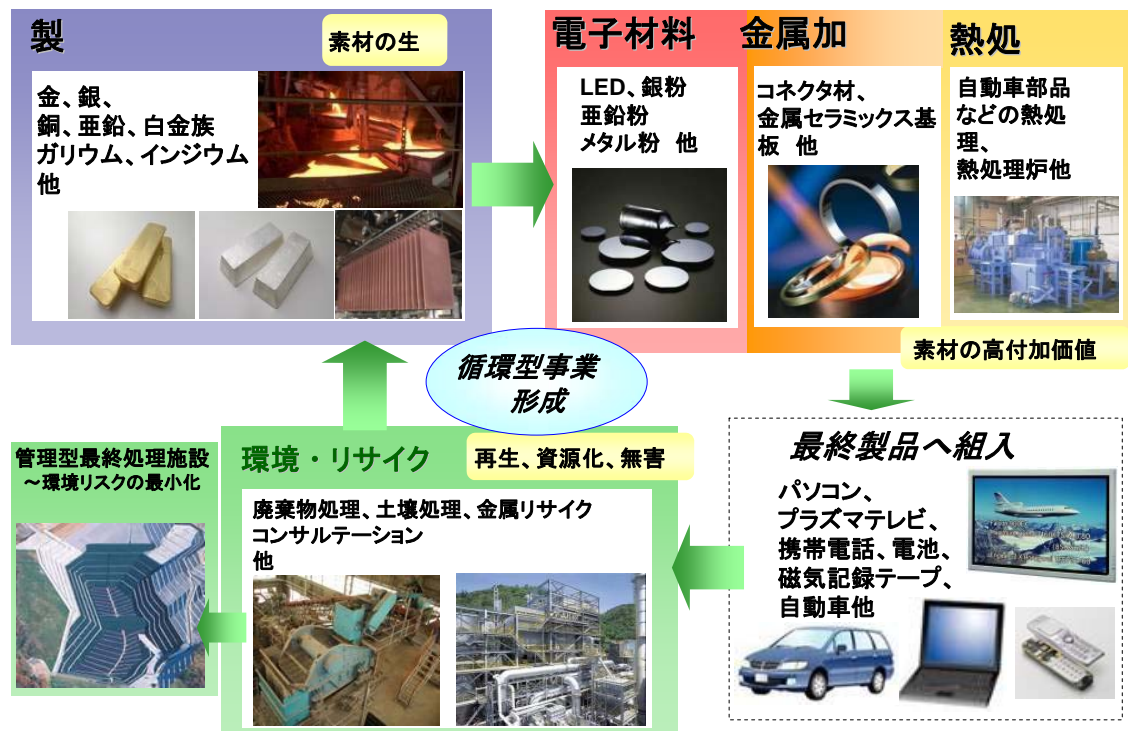 製
素材の生
金、銀、
銅、亜鉛、白金族
ガリウム、インジウム
他
電子材料
LED、銀粉
亜鉛粉
メタル粉　他
金属加
コネクタ材、
金属セラミックス基
板　他
熱処
自動車部品
などの熱処
理、
熱処理炉他
素材の高付加価値
循環型事業
形成
最終製品へ組入
パソコン、
プラズマテレビ、
携帯電話、電池、
磁気記録テープ、
自動車他
環境・リサイク
再生、資源化、無害
廃棄物処理、土壌処理、金属リサイク
コンサルテーション
他
管理型最終処理施設
～環境リスクの最小化